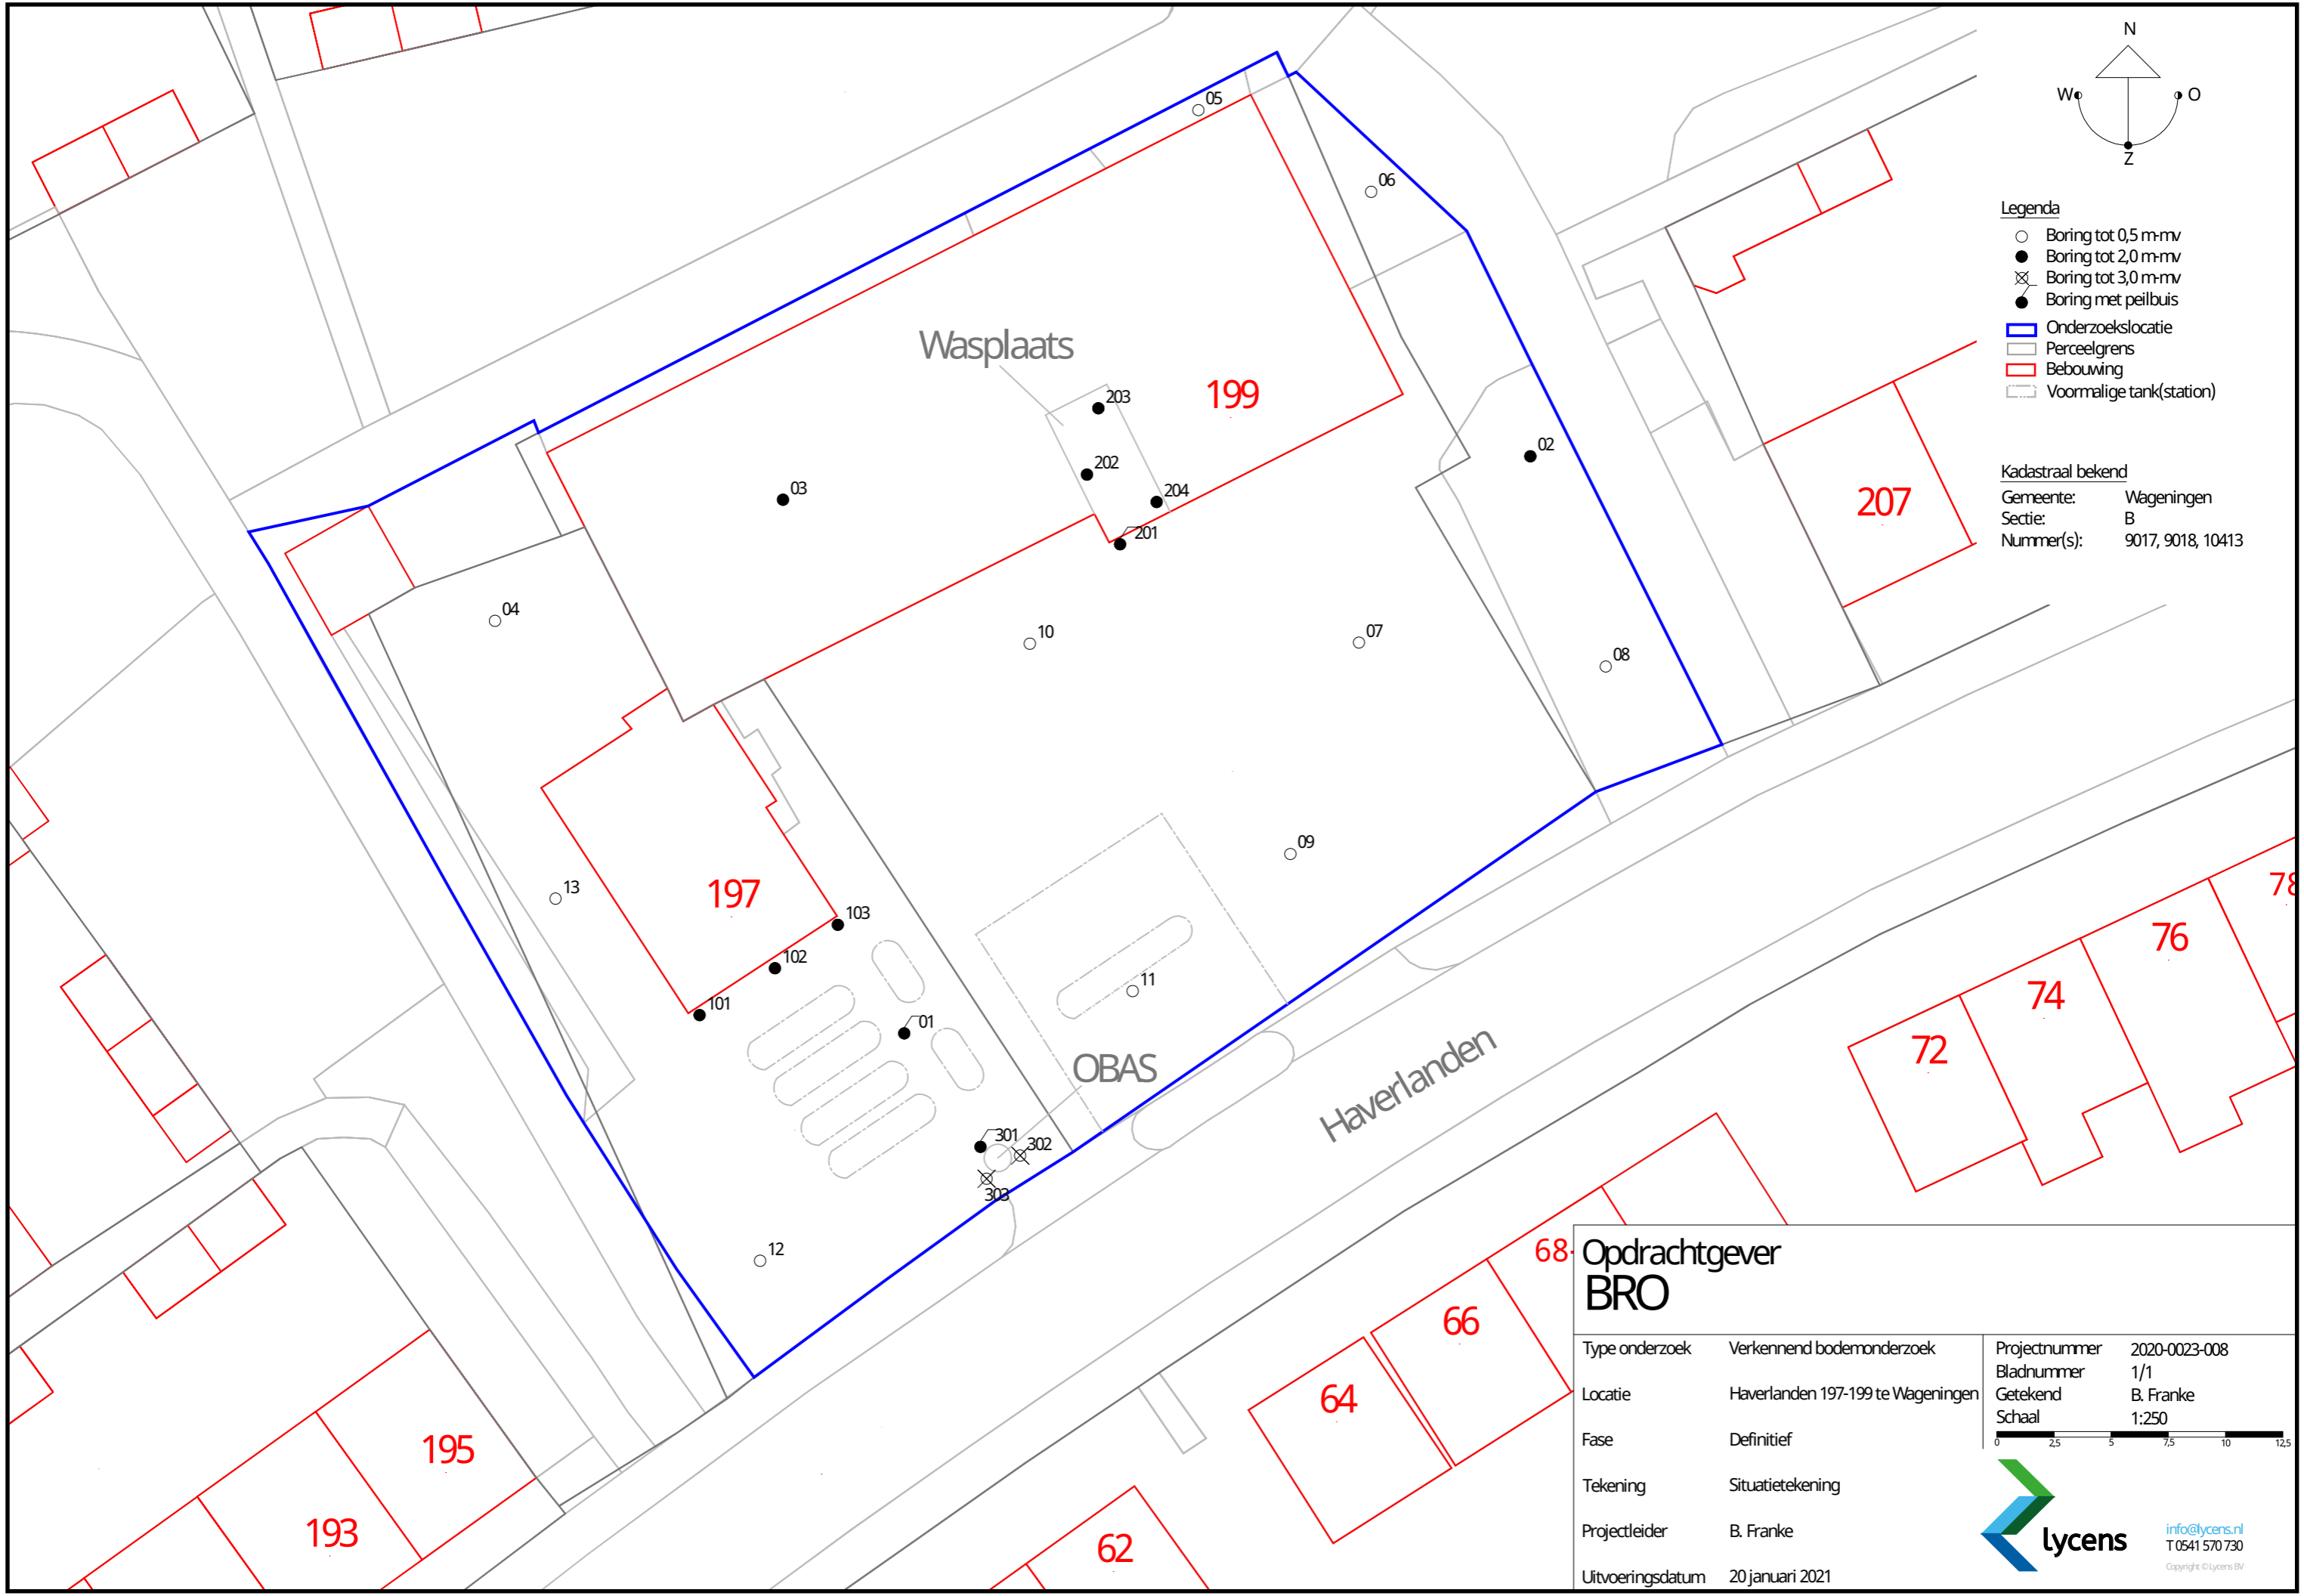 N
W O
Z
Legenda
Boring tot 0,5 m-mv
Boring tot 2,0 m-mv
Boring tot 3,0 m-mv
Boring met peilbuis
Onderzoekslocatie
Perceelgrens
Bebouwing
Voormalige tank(station)
Kadastraal bekend
Gemeente: Wageningen
Sectie: B
Nummer(s): 9017, 9018, 10413
05
06
Wasplaats
199
203
202
204
201
03
02
207
04
10
07
08
09
13
197
103
102
101
01
11
OBAS
301
302
303
12
Haverlanden
78
76
74
72
68-
66
64
62
195
193
Opdrachtgever
BRO
Type onderzoek Verkennend bodemonderzoek
Locatie Haverlanden 197-199 te Wageningen
Fase Definitief
Tekening Situatietekening
Projectleider B. Franke
Uitvoeringsdatum 20 januari 2021
Projectnummer 2020-0023-008
Bladnummer 1/1
Getekend B. Franke
Schaal 1:250
0 2,5 5 7,5 10 12,5
lycens
info@lycens.nl
T 0541 570 730
Copyright © Lycens BV